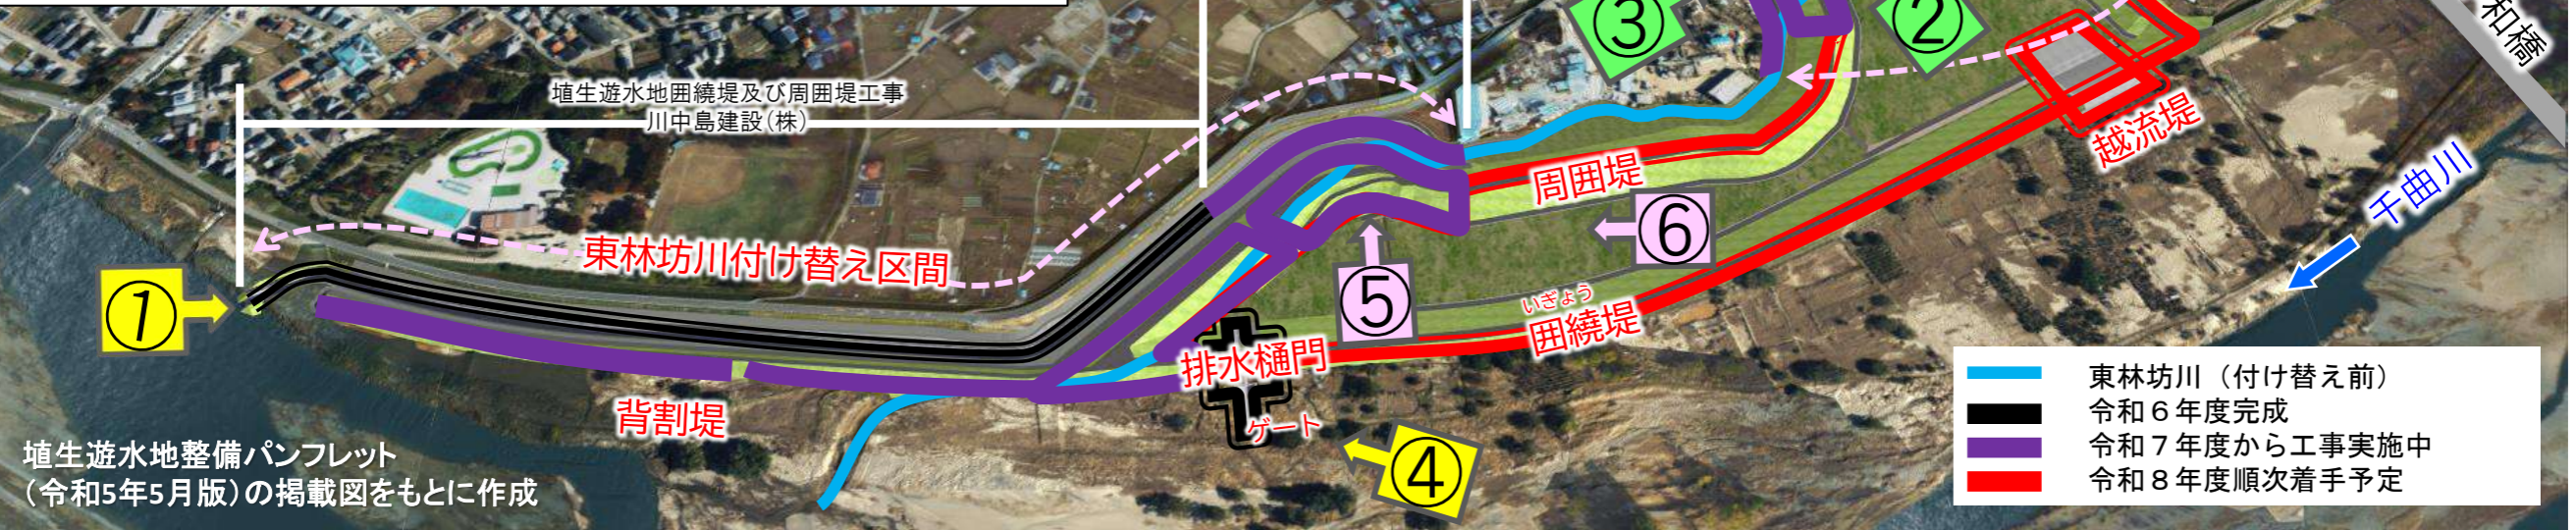 ③
②
和橋
埴生遊水地囲繞堤及び周囲堤工事
川中島建設（株）
越流堤
周囲堤
千曲川
⑥
東林坊川付け替え区間
⑤
①
いぎょう
囲繞堤
排水樋門
背割堤
ゲート
④
東林坊川（付け替え前）
令和６年度完成
令和７年度から工事実施中
令和８年度順次着手予定
埴生遊水地整備パンフレット
（令和5年5月版）の掲載図をもとに作成